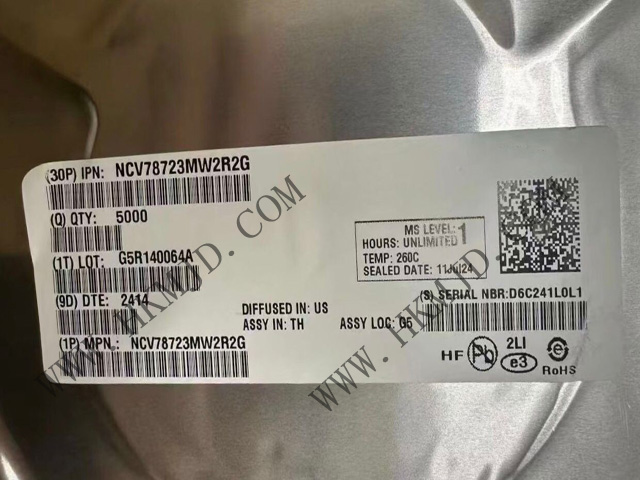 (30P) IPN: NCV78723MW2R2G
(Q) QTY: 5000
(1T) LOT: G5R140064A
(9D) DTE: 2414
(1P) MPN: NCV78723MW2R2G
DIFFUSED IN: US
ASSY IN: TH
ASSY LOC: G5
MS LEVEL: 1
HOURS: UNLIMITED
TEMP: 260C
SEALED DATE: 11Jul24
(S) SERIAL NBR:D6C241L0L1
HF Pb 2LI e3 e RoHS
WWW.HKMJD.COM
WWW.HKMJD.COM